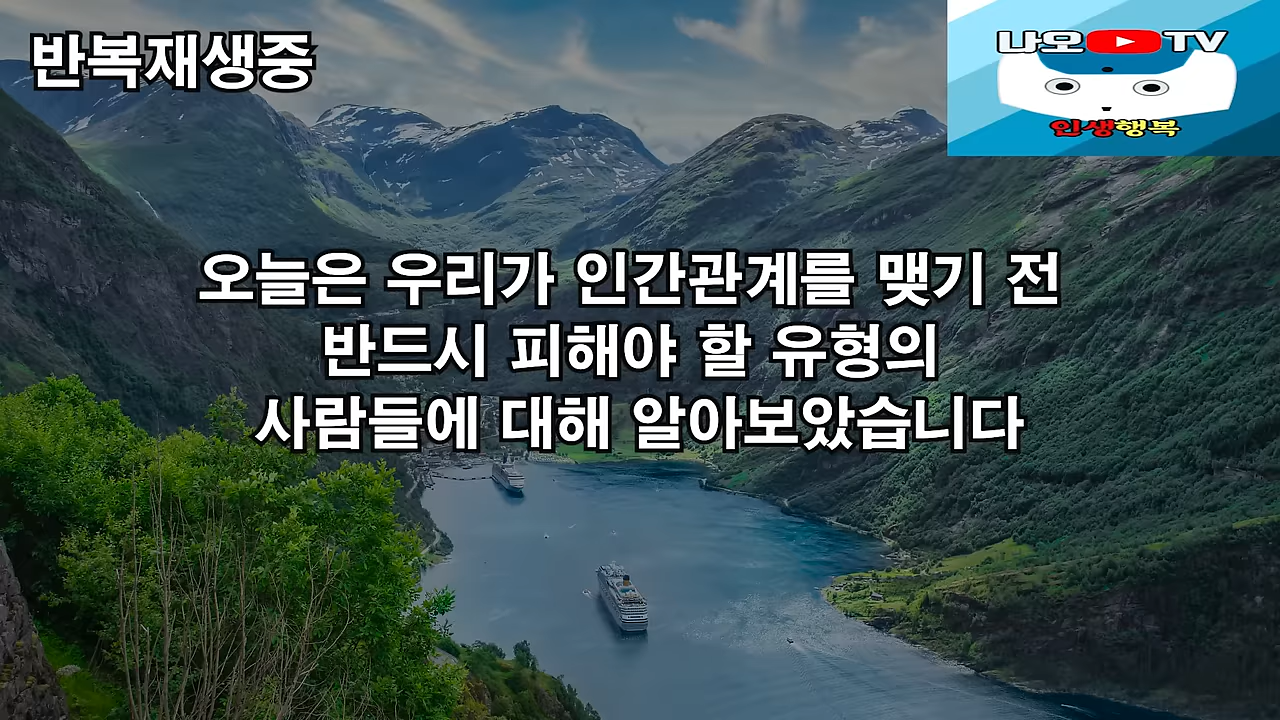 반복재생중
나오 TV
인생행복
오늘은 우리가 인간관계를 맺기 전
반드시 피해야 할 유형의
사람들에 대해 알아보았습니다